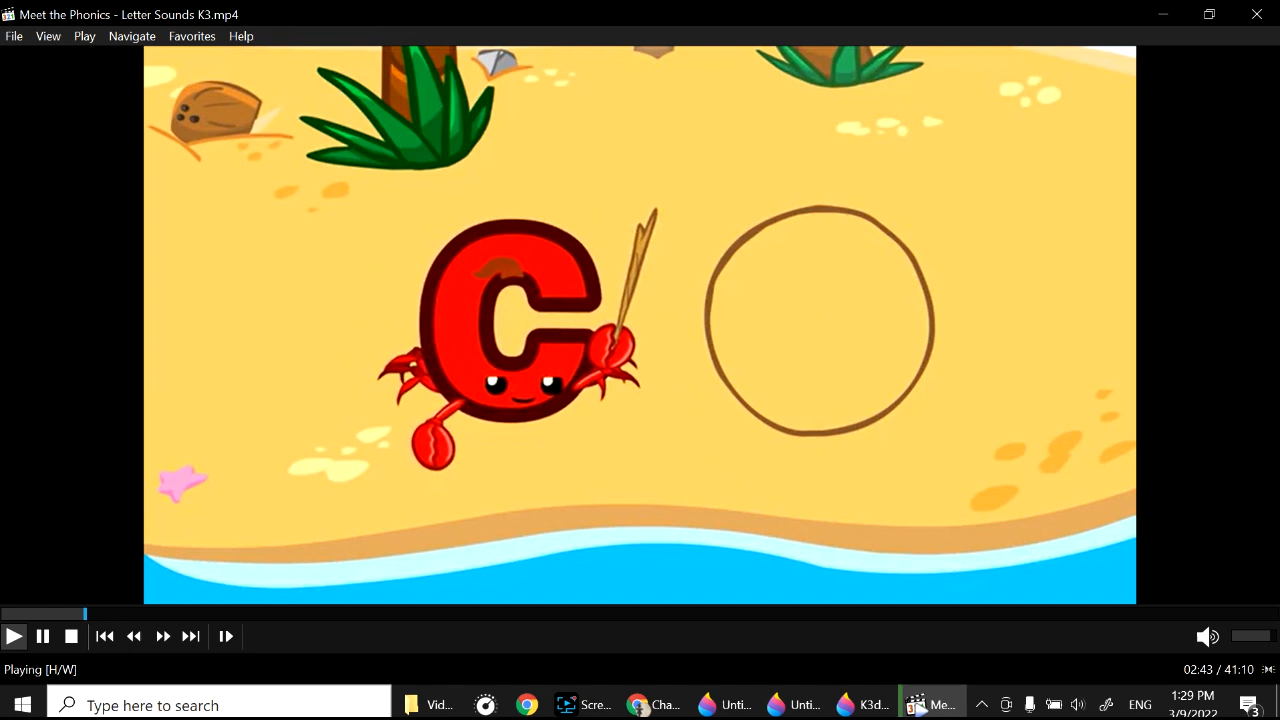 Meet the Phonics - Letter Sounds K3.mp4
File View Play Navigate Favorites Help
C
Playing [H/W]
02:43 / 41:10
Type here to search
Vid...
Scre...
Cha...
Unti...
Unti...
K3d...
Me...
ENG
1:29 PM
3/9/2022
3